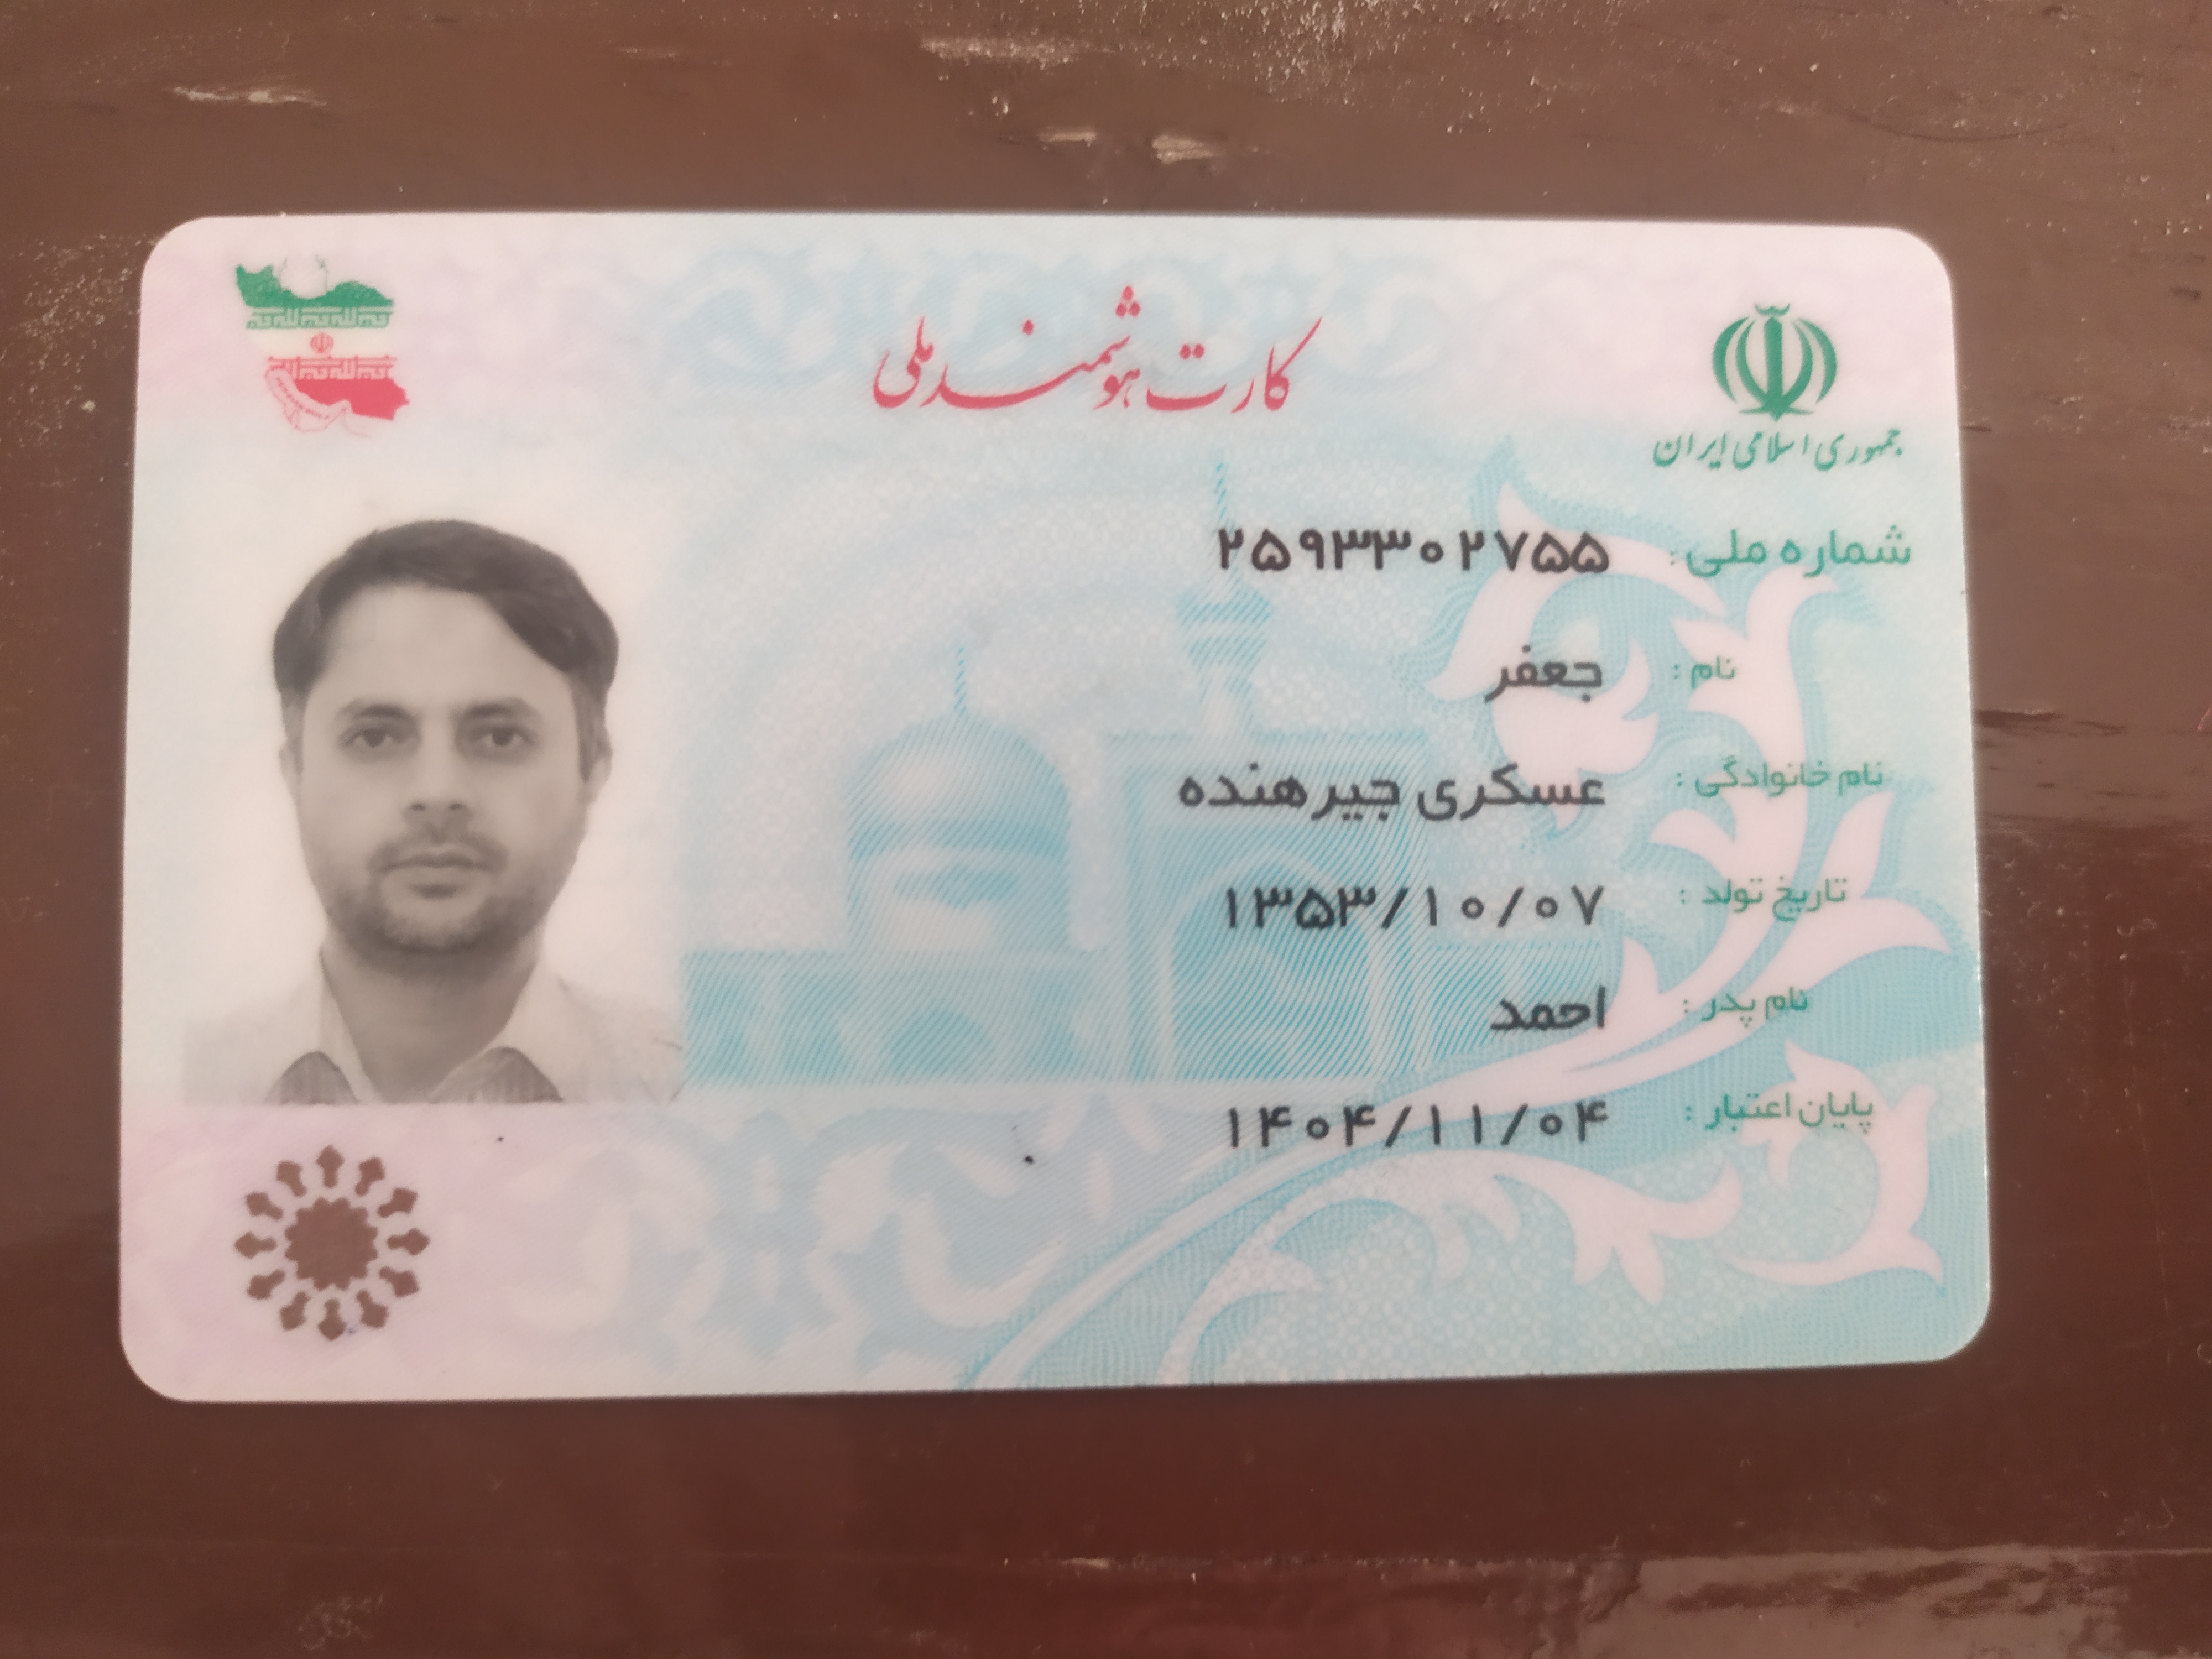 کارت هوشمند ملی
جمهوری اسلامی ایران
شماره ملی: ۲۵۹۳۳۰۲۷۵۵
نام: جعفر
نام خانوادگی: عسکری جیرهنده
تاریخ تولد: ۱۳۵۳/۱۰/۰۷
نام پدر: احمد
پایان اعتبار: ۱۴۰۴/۱۱/۰۴